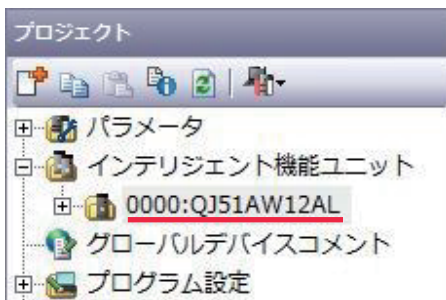 プロジェクト
パラメータ
インテリジェント機能ユニット
0000:QJ51AW12AL
グローバルデバイスコメント
プログラム設定